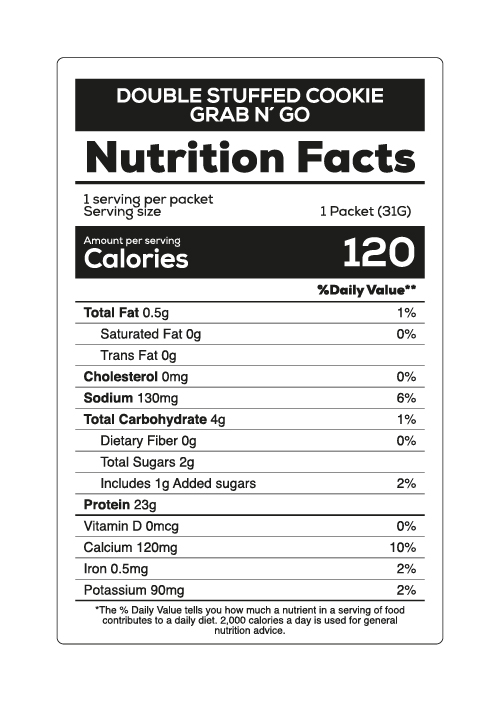 DOUBLE STUFFED COOKIE
GRAB N´ GO
Nutrition Facts
1 serving per packet
Serving size 1 Packet (31G)
Amount per serving
Calories 120
%Daily Value**
Total Fat 0.5g 1%
Saturated Fat 0g 0%
Trans Fat 0g
Cholesterol 0mg 0%
Sodium 130mg 6%
Total Carbohydrate 4g 1%
Dietary Fiber 0g 0%
Total Sugars 2g
Includes 1g Added sugars 2%
Protein 23g
Vitamin D 0mcg 0%
Calcium 120mg 10%
Iron 0.5mg 2%
Potassium 90mg 2%
*The % Daily Value tells you how much a nutrient in a serving of food
contributes to a daily diet. 2,000 calories a day is used for general
nutrition advice.